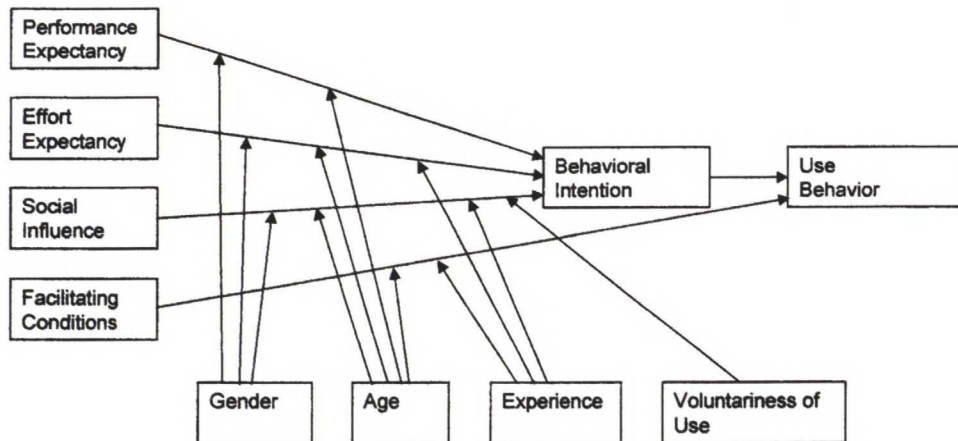 Performance
Expectancy
Effort
Expectancy
Social
Influence
Facilitating
Conditions
Behavioral
Intention
Use
Behavior
Gender
Age
Experience
Voluntariness of
Use